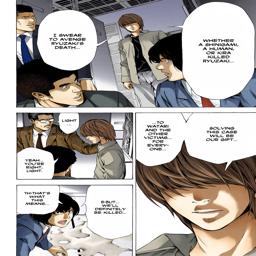 I SWEAR
TO AVENGE
RYUZAKI'S
DEATH...
WHETHER
A SHINIGAMI,
A HUMAN,
OR KIRA
KILLED
RYUZAKI...
LIGHT
YEAH.
YOU'RE
RIGHT,
LIGHT.
TH-THAT'S
WHAT
THIS
MEANS...
B-BUT...
WE'LL
DEFINITELY
BE KILLED...
TO
WATARI
AND ALL
THE OTHER
VICTIMS...
FOR
EVERY-
ONE...
SOLVING
THIS CASE
WILL BE
OUR GIFT...